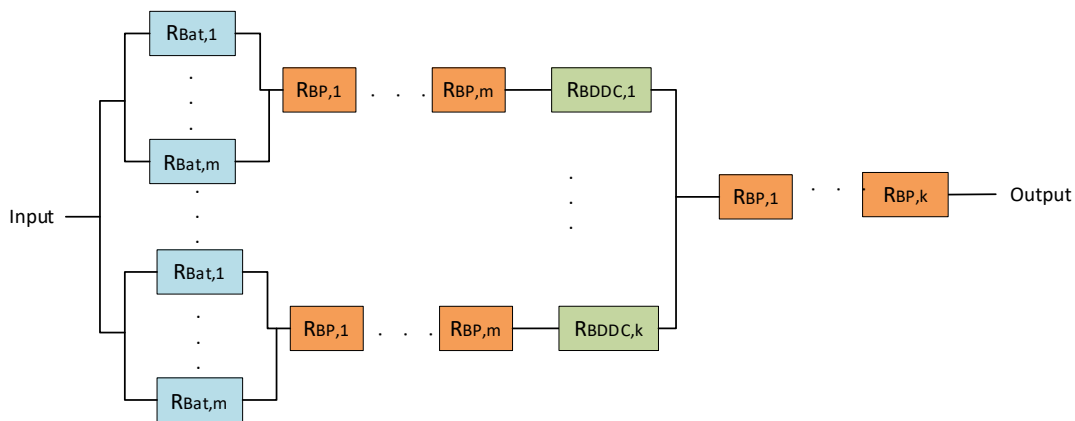 RBat,1
RBP,1 . . . RBP,m RBDDC,1
RBat,m
RBP,1 . . . RBP,k Output
Input
RBat,1
RBP,1 . . . RBP,m RBDDC,k
RBat,m